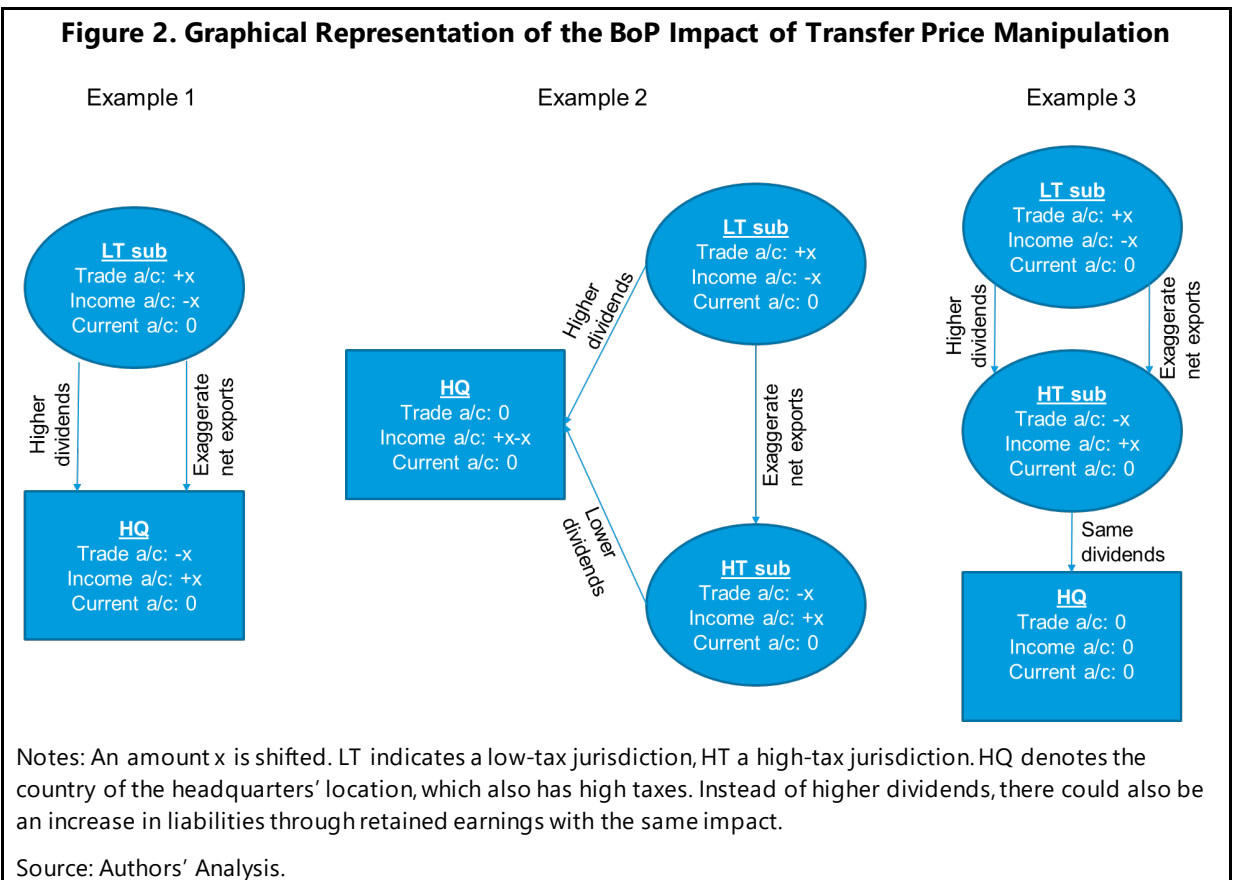 Figure 2. Graphical Representation of the BoP Impact of Transfer Price Manipulation
Example 1
Example 2
Example 3
LT sub
Trade a/c: +x
Income a/c: -x
Current a/c: 0
Higher
dividends
Exaggerate
net exports
HQ
Trade a/c: -x
Income a/c: +x
Current a/c: 0
LT sub
Trade a/c: +x
Income a/c: -x
Current a/c: 0
Higher
dividends
HQ
Trade a/c: 0
Income a/c: +x-x
Current a/c: 0
Exaggerate
net exports
Lower
dividends
HT sub
Trade a/c: -x
Income a/c: +x
Current a/c: 0
LT sub
Trade a/c: +x
Income a/c: -x
Current a/c: 0
Higher
dividends
Exaggerate
net exports
HT sub
Trade a/c: -x
Income a/c: +x
Current a/c: 0
Same
dividends
HQ
Trade a/c: 0
Income a/c: 0
Current a/c: 0
Notes: An amount x is shifted. LT indicates a low-tax jurisdiction, HT a high-tax jurisdiction. HQ denotes the
country of the headquarters' location, which also has high taxes. Instead of higher dividends, there could also be
an increase in liabilities through retained earnings with the same impact.
Source: Authors' Analysis.